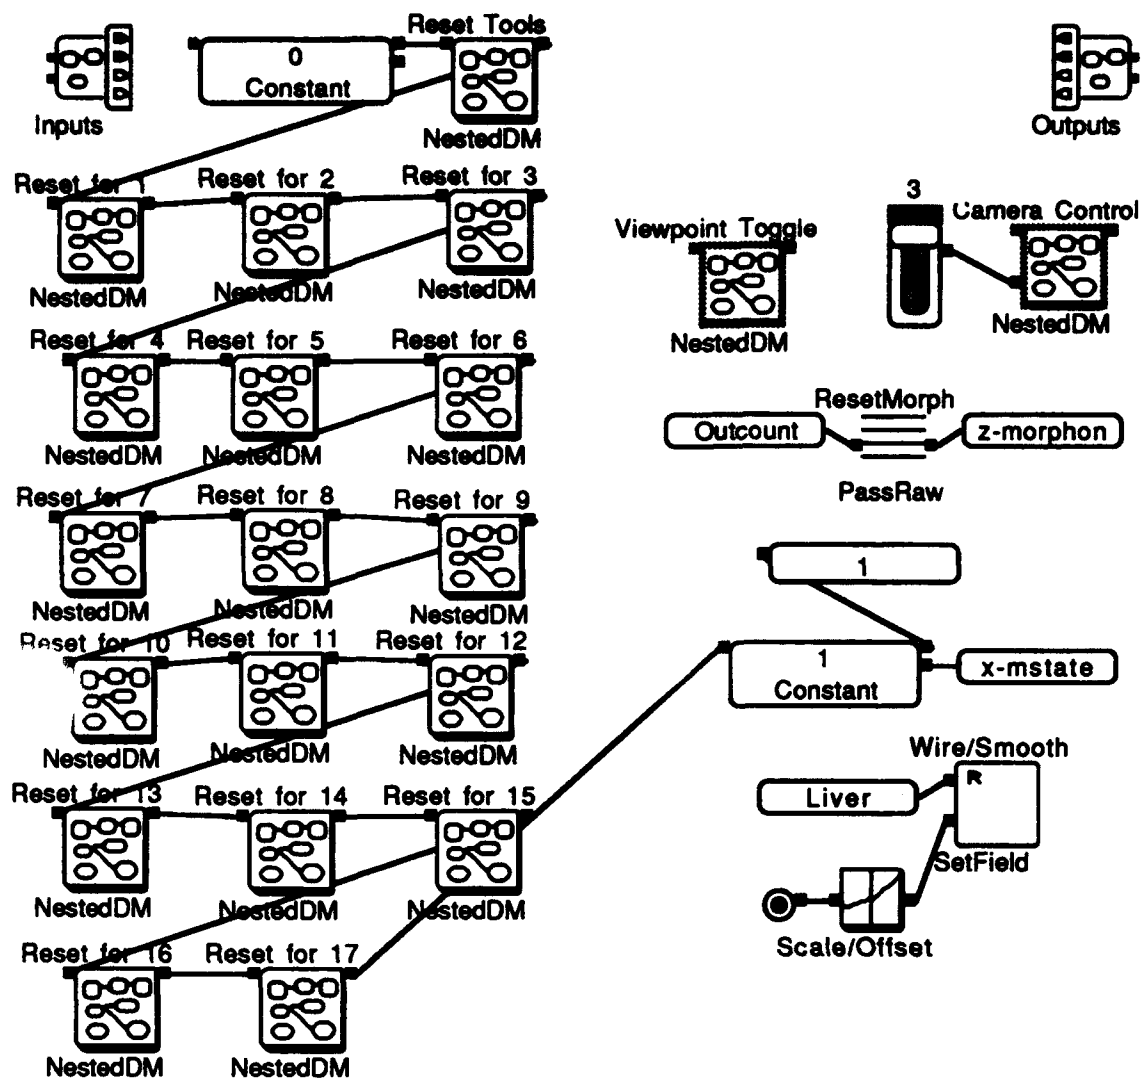 Reset Tools
0
Constant
Inputs
NestedDM
Outputs
Reset for 1
Reset for 2
Reset for 3
NestedDM
NestedDM
NestedDM
3
Camera Control
Viewpoint Toggle
NestedDM
NestedDM
Reset for 4
Reset for 5
Reset for 6
NestedDM
NestedDM
NestedDM
ResetMorph
Outcount
z-morphon
PassRaw
Reset for 7
Reset for 8
Reset for 9
NestedDM
NestedDM
NestedDM
1
Reset for 10
Reset for 11
Reset for 12
NestedDM
NestedDM
NestedDM
1
Constant
x-mstate
Wire/Smooth
R
Liver
SetField
Scale/Offset
Reset for 13
Reset for 14
Reset for 15
NestedDM
NestedDM
NestedDM
Reset for 16
Reset for 17
NestedDM
NestedDM